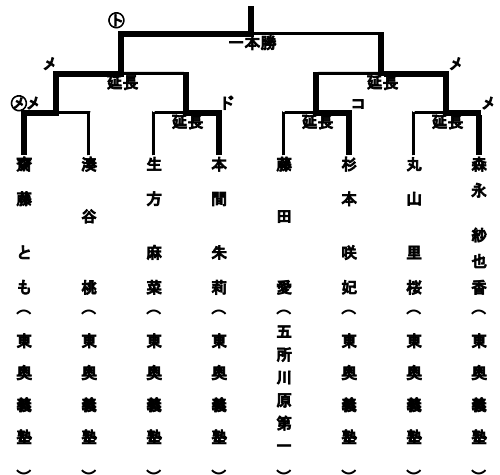 ㋣
一本勝
メ
延長
延長
メ
㋱メ
延長
ド
延長
コ
延長
メ
齋藤とも（東奥義塾）
湊谷桃（東奥義塾）
生方麻菜（東奥義塾）
本間朱莉（東奥義塾）
藤田愛（五所川原第一）
杉本咲妃（東奥義塾）
丸山里桜（東奥義塾）
森永紗也香（東奥義塾）